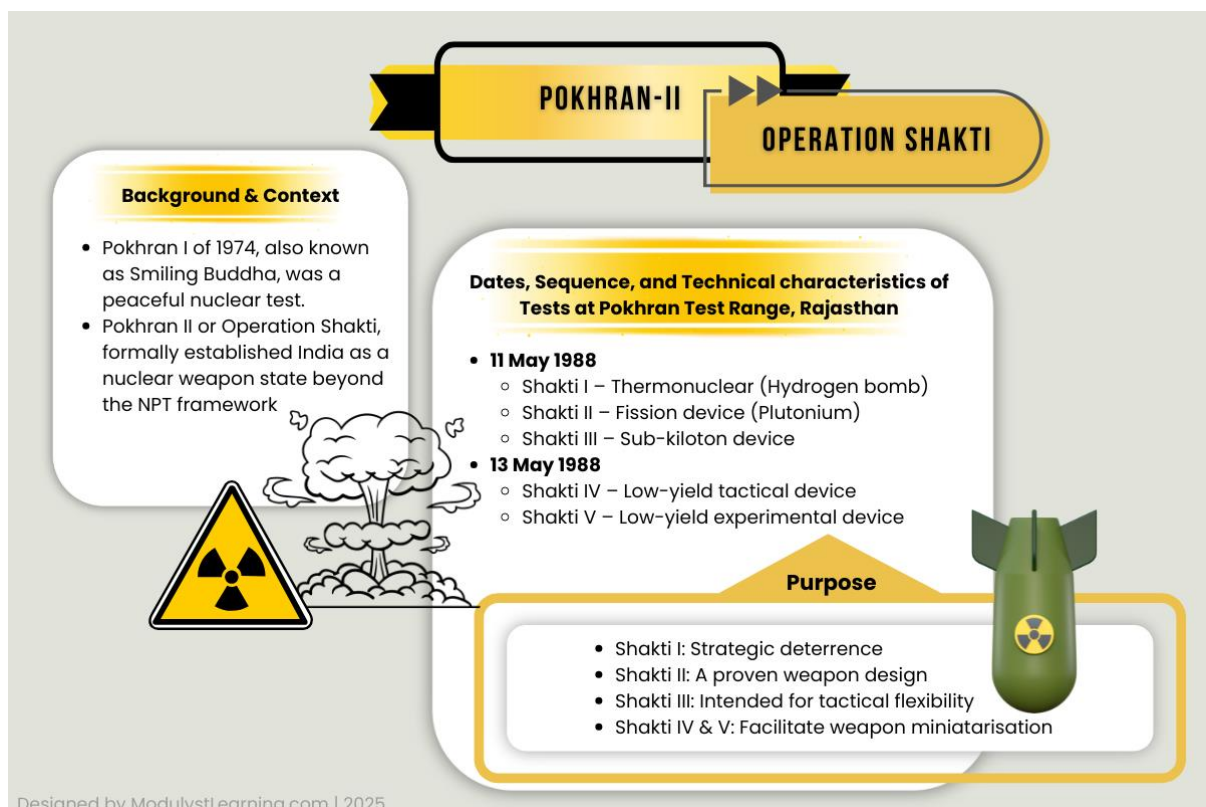 POKHRAN-II
OPERATION SHAKTI
Background & Context
• Pokhran I of 1974, also known
as Smiling Buddha, was a
peaceful nuclear test.
• Pokhran II or Operation Shakti,
formally established India as a
nuclear weapon state beyond
the NPT framework
Dates, Sequence, and Technical characteristics of
Tests at Pokhran Test Range, Rajasthan
• 11 May 1988
○ Shakti I – Thermonuclear (Hydrogen bomb)
○ Shakti II – Fission device (Plutonium)
○ Shakti III – Sub-kiloton device
• 13 May 1988
○ Shakti IV – Low-yield tactical device
○ Shakti V – Low-yield experimental device
Purpose
• Shakti I: Strategic deterrence
• Shakti II: A proven weapon design
• Shakti III: Intended for tactical flexibility
• Shakti IV & V: Facilitate weapon miniatarisation
Designed by ModulystLearning.com | 2025